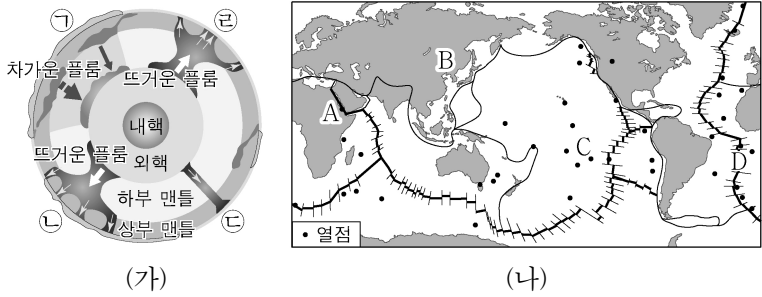 ㉠
㉣
차가운 플룸
뜨거운 플룸
내핵
뜨거운 플룸
외핵
하부 맨틀
㉡
㉢
상부 맨틀
(가)
B
A
C
D
• 열점
(나)